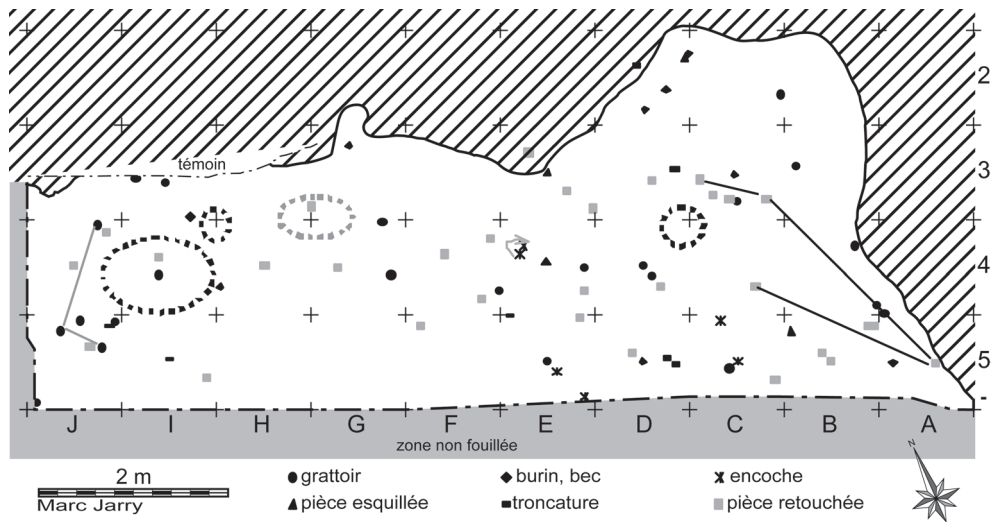 2
témoin
3
4
5
J I H G F E D C B A
zone non fouillée
N
2 m
Marc Jarry
grattoir
burin, bec
encoche
pièce esquillée
troncature
pièce retouchée